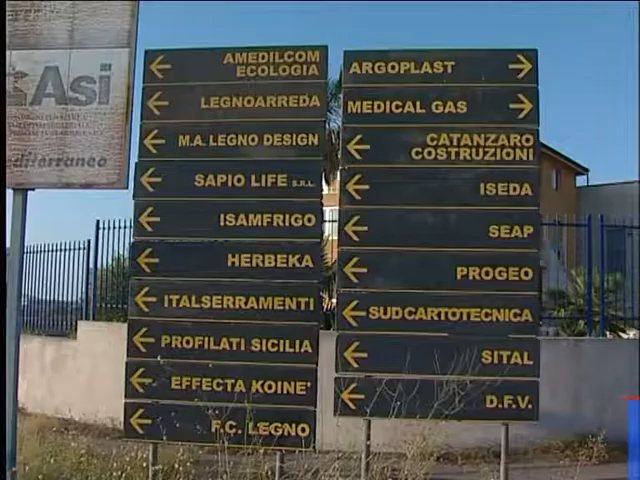 Asi
AMEDILCOM
ECOLOGIA
LEGNOARREDA
M.A. LEGNO DESIGN
SAPIO LIFE S.R.L.
ISAMFRIGO
HERBEKA
ITALSERRAMENTI
PROFILATI SICILIA
EFFECTA KOINE'
F.C. LEGNO
ARGOPLAST
MEDICAL GAS
CATANZARO
COSTRUZIONI
ISEDA
SEAP
PROGEO
SUDCARTOTECNICA
SITAL
D.F.V.